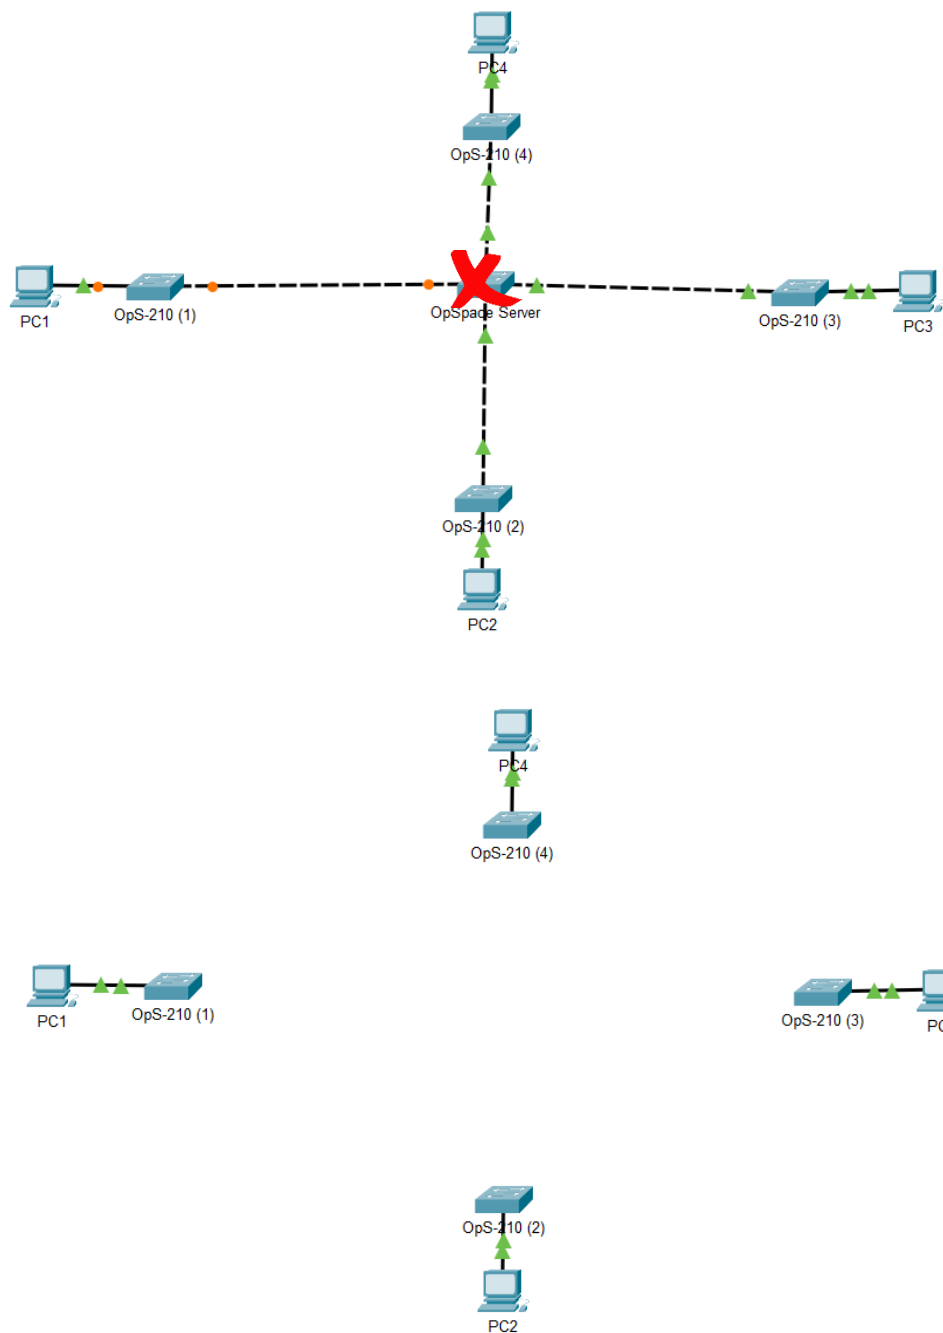 PC4
OpS-210 (4)
PC1
OpS-210 (1)
OpSpace Server
OpS-210 (3)
PC3
OpS-210 (2)
PC2
PC4
OpS-210 (4)
PC1
OpS-210 (1)
OpS-210 (3)
PC
OpS-210 (2)
PC2